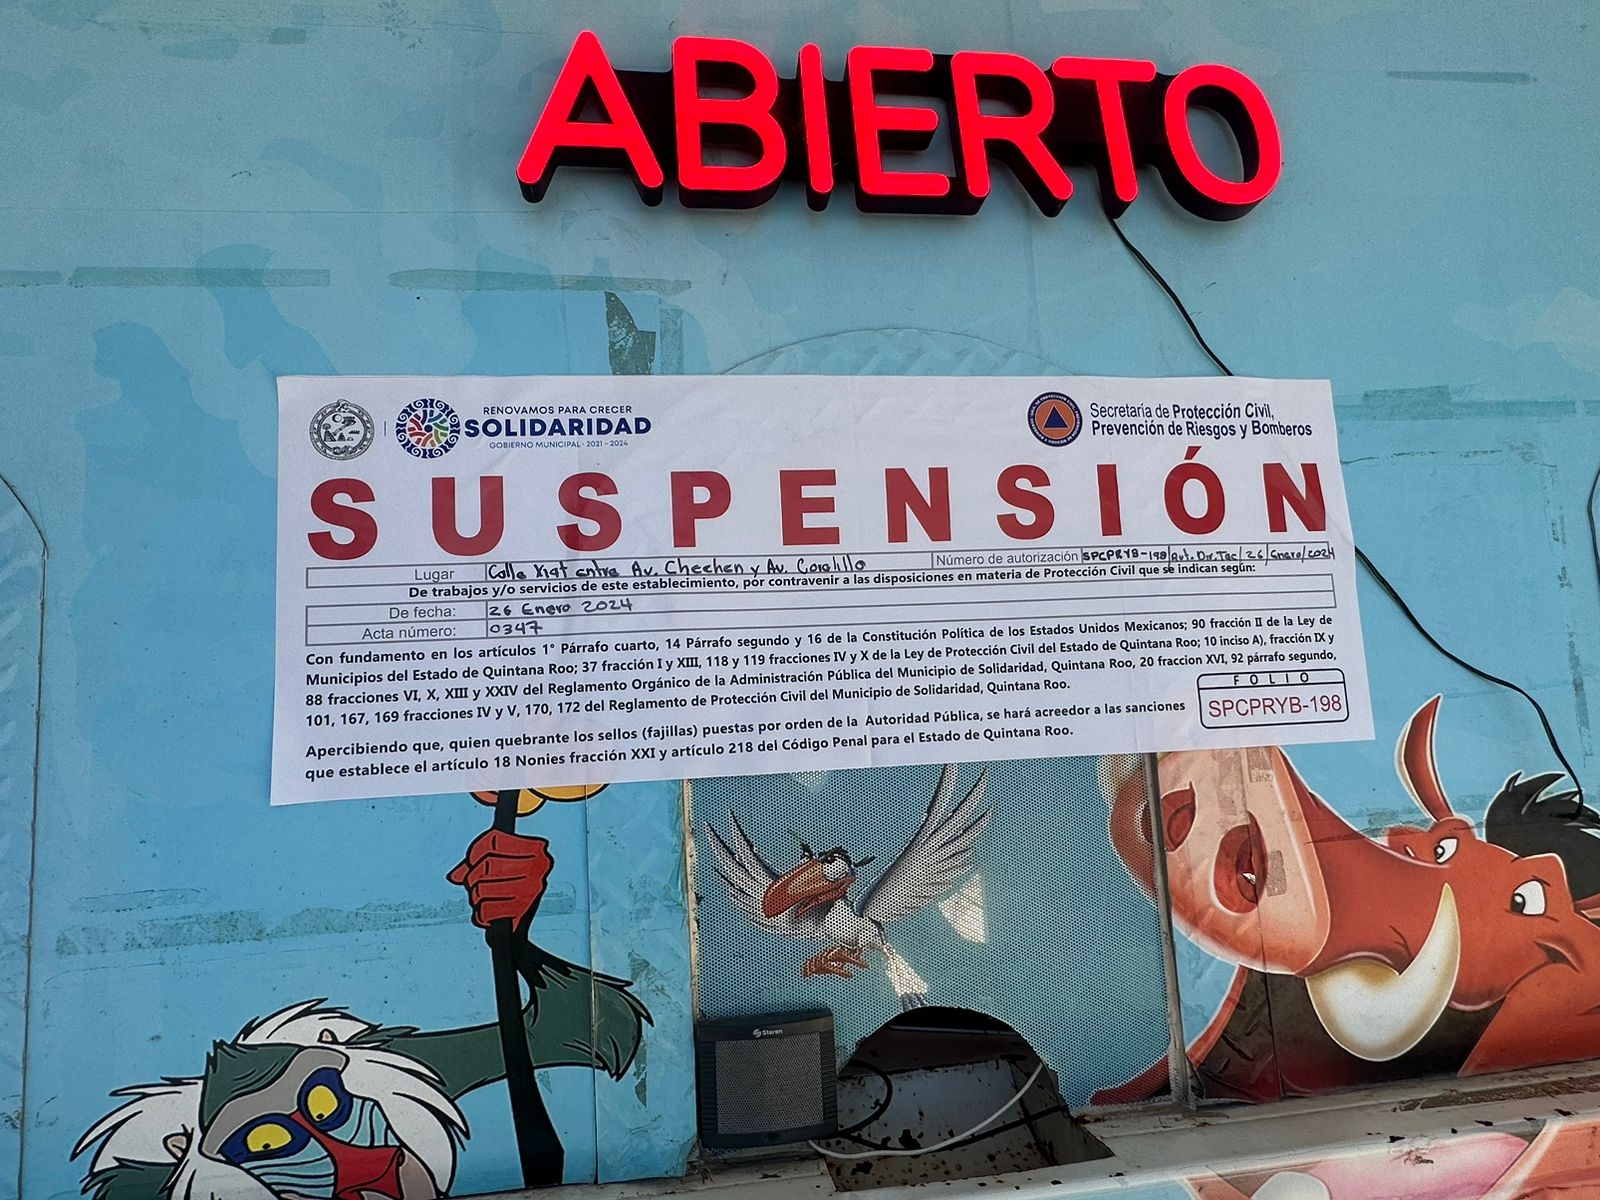 ABIERTO
RENOVAMOS PARA CRECER
SOLIDARIDAD
GOBIERNO MUNICIPAL · 2021 - 2024
Secretaría de Protección Civil,
Prevención de Riesgos y Bomberos
SUSPENSIÓN
Lugar Calle Xiat entre Av. Chechen y Av. Coralillo Número de autorización SPCPRYB-198/Aut.Dir.Tec/26/Enero/2024
De trabajos y/o servicios de este establecimiento, por contravenir a las disposiciones en materia de Protección Civil que se indican según:
De fecha: 26 Enero 2024
Acta número: 0347
Con fundamento en los artículos 1° Párrafo cuarto, 14 Párrafo segundo y 16 de la Constitución Política de los Estados Unidos Mexicanos; 90 fracción II de la Ley de
Municipios del Estado de Quintana Roo; 37 fracción I y XIII, 118 y 119 fracciones IV y X de la Ley de Protección Civil del Estado de Quintana Roo; 10 inciso A), fracción IX y
88 fracciones VI, X, XIII y XXIV del Reglamento Orgánico de la Administración Pública del Municipio de Solidaridad, Quintana Roo, 20 fraccion XVI, 92 párrafo segundo,
101, 167, 169 fracciones IV y V, 170, 172 del Reglamento de Protección Civil del Municipio de Solidaridad, Quintana Roo.
FOLIO
SPCPRYB-198
Apercibiendo que, quien quebrante los sellos (fajillas) puestas por orden de la Autoridad Pública, se hará acreedor a las sanciones
que establece el artículo 18 Nonies fracción XXI y artículo 218 del Código Penal para el Estado de Quintana Roo.
Steren